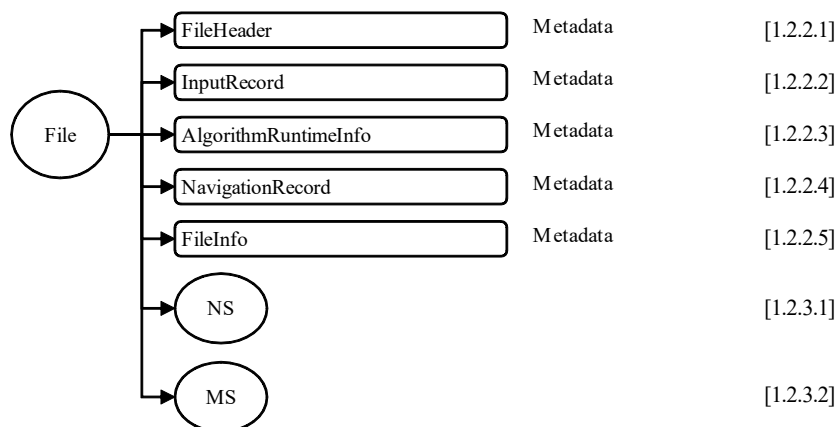 FileHeader Metadata [1.2.2.1]
InputRecord Metadata [1.2.2.2]
File AlgorithmRuntimeInfo Metadata [1.2.2.3]
NavigationRecord Metadata [1.2.2.4]
FileInfo Metadata [1.2.2.5]
NS [1.2.3.1]
MS [1.2.3.2]